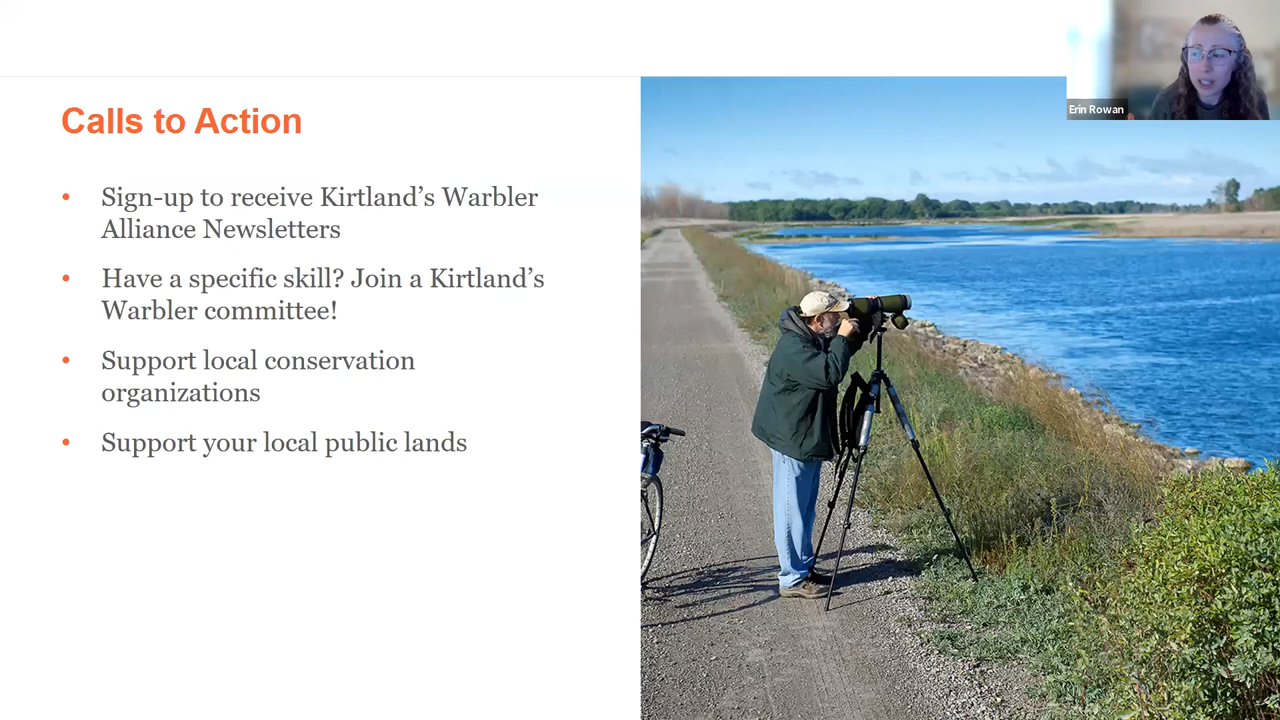 Calls to Action
• Sign-up to receive Kirtland’s Warbler
Alliance Newsletters
• Have a specific skill? Join a Kirtland’s
Warbler committee!
• Support local conservation
organizations
• Support your local public lands
Erin Rowan